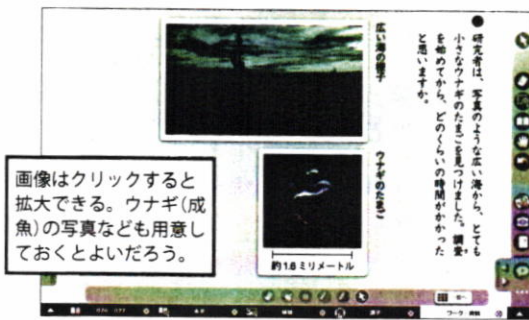 ● 研究者は、写真のような広い海から、とても
小さなウナギのたまごを見つけました。調査
を始めてから、どのくらいの時間がかかった
と思いますか。
広い海の様子
ウナギのたまご
約1.6ミリメートル
画像はクリックすると
拡大できる。ウナギ(成
魚)の写真なども用意し
ておくとよいだろう。